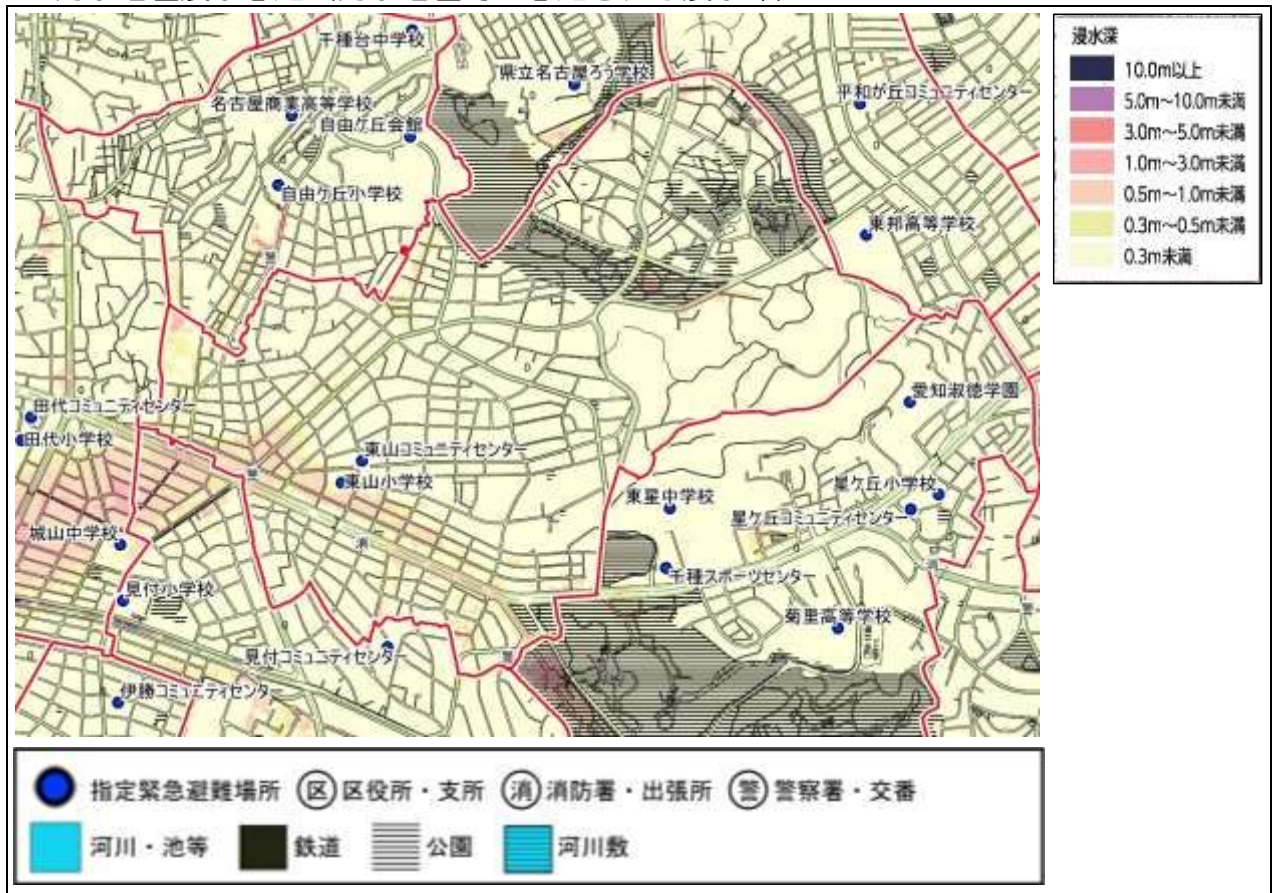 千種台中学校
県立名古屋ろう学校
平和が丘コミュニティセンター
名古屋商業高等学校
自由ケ丘会館
自由ケ丘小学校
東邦高等学校
愛知淑徳学園
田代コミュニティセンター
田代小学校
東山コミュニティセンター
東山小学校
東星中学校
星ケ丘小学校
星ケ丘コミュニティセンター
城山中学校
見付小学校
千種スポーツセンター
菊里高等学校
見付コミュニティセンター
伊勝コミュニティセンター
警
警
消
消
警
警
浸水深
10.0m以上
5.0m～10.0m未満
3.0m～5.0m未満
1.0m～3.0m未満
0.5m～1.0m未満
0.3m～0.5m未満
0.3m未満
指定緊急避難場所 区 区役所・支所 消 消防署・出張所 警 警察署・交番
河川・池等 鉄道 公園 河川敷